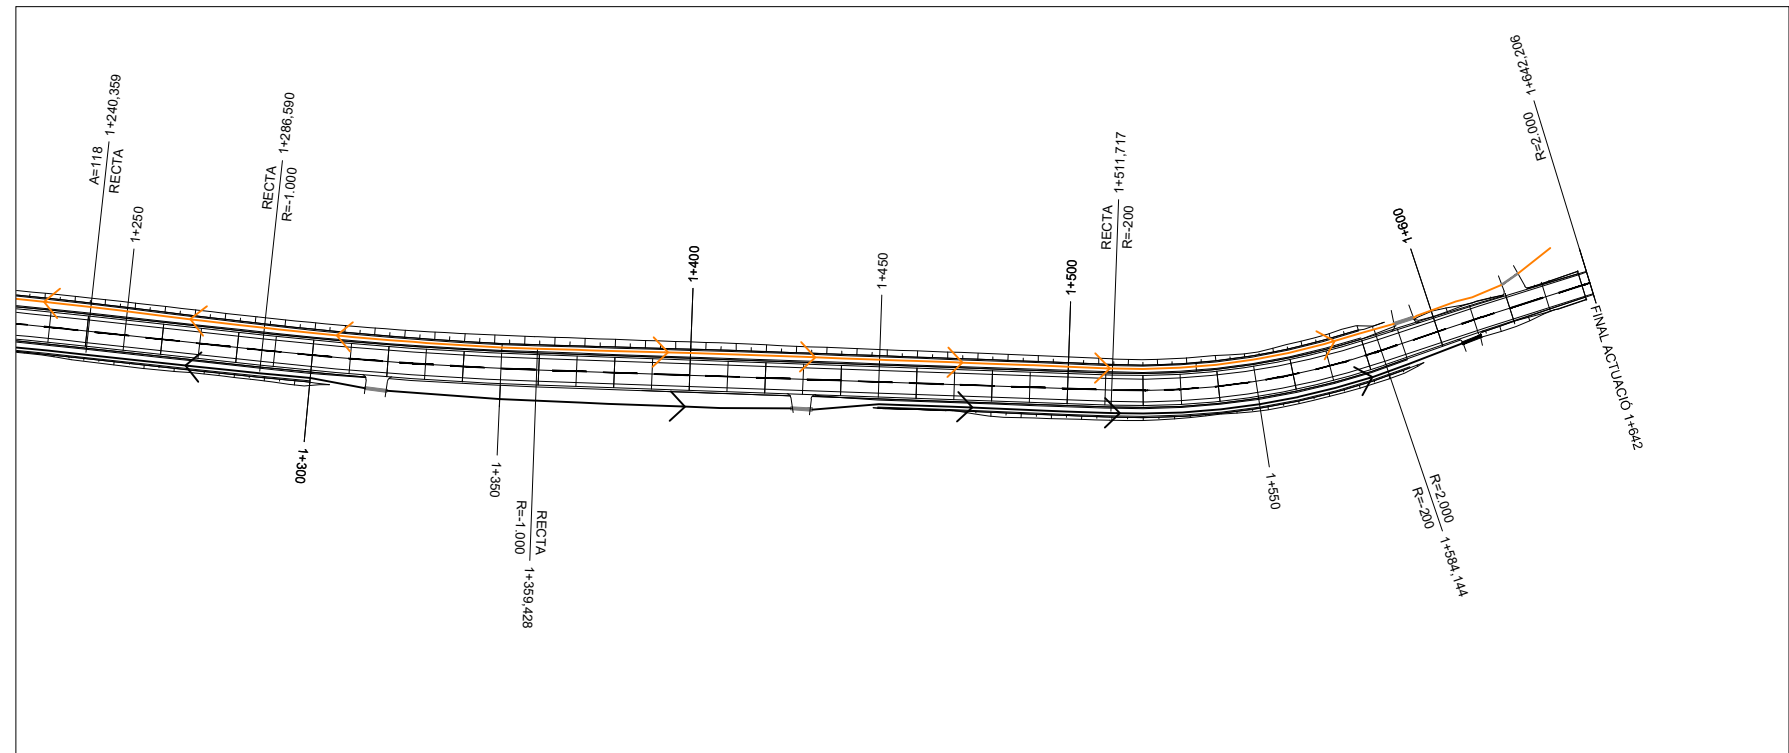 A=118 1+240,359
RECTA
1+250
RECTA 1+286,590
R=-1.000
1+300
1+350
RECTA
R=-1.000 1+359,428
1+400
1+450
1+500
RECTA 1+511,717
R=-200
1+550
R=2.000
R=-200 1+584,144
1+600
R=2.000 1+642,206
FINAL ACTUACIÓ 1+642